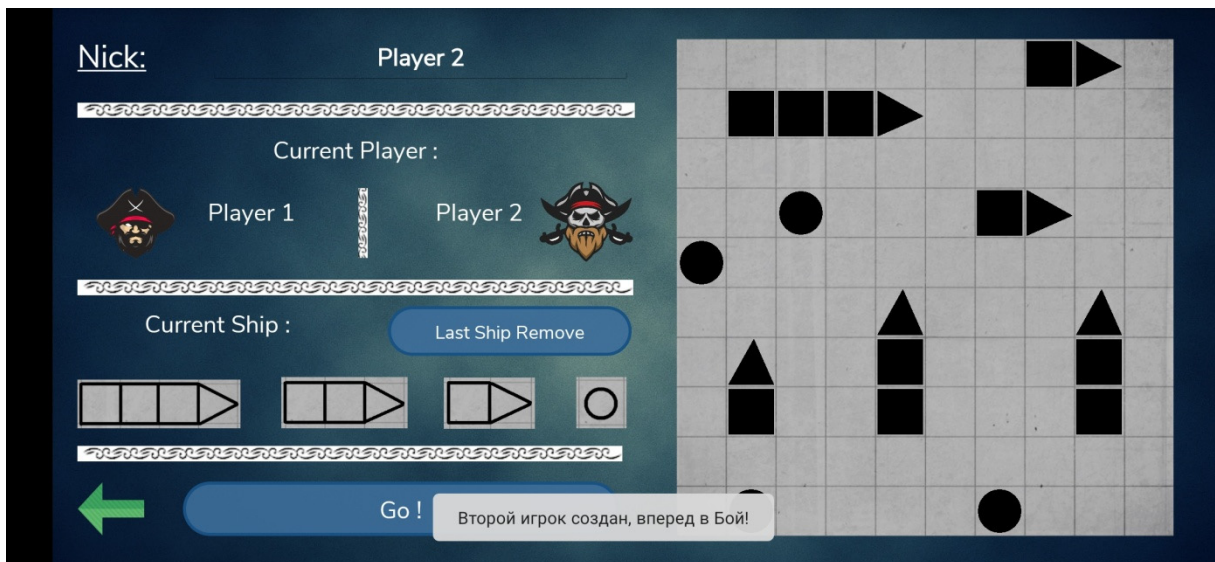 Nick:
Player 2
Current Player :
Player 1
Player 2
Current Ship :
Last Ship Remove
Go !
Второй игрок создан, вперед в Бой!